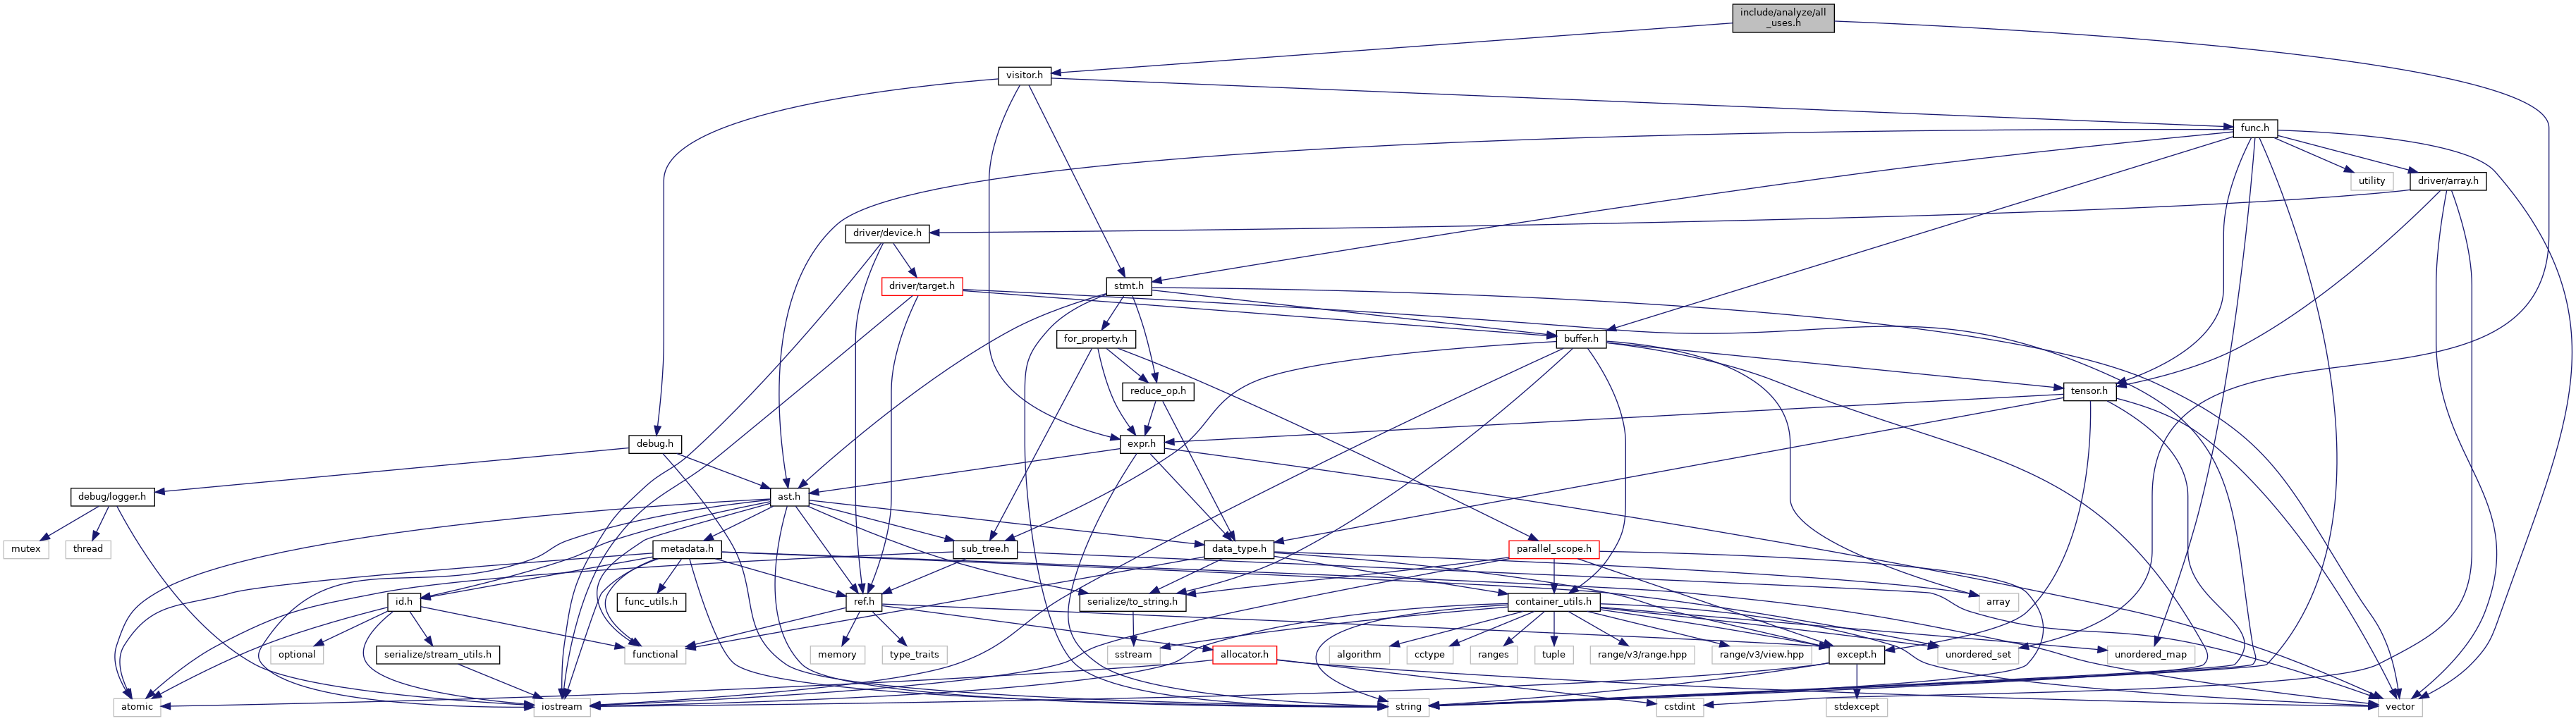 include/analyze/all
_uses.h
visitor.h
func.h
utility
driver/array.h
driver/device.h
driver/target.h
stmt.h
for_property.h
buffer.h
reduce_op.h
tensor.h
debug.h
expr.h
debug/logger.h
ast.h
mutex
thread
metadata.h
sub_tree.h
data_type.h
parallel_scope.h
id.h
func_utils.h
ref.h
serialize/to_string.h
container_utils.h
array
optional
serialize/stream_utils.h
functional
memory
type_traits
sstream
allocator.h
algorithm
cctype
ranges
tuple
range/v3/range.hpp
range/v3/view.hpp
except.h
unordered_set
unordered_map
atomic
iostream
string
cstdint
stdexcept
vector